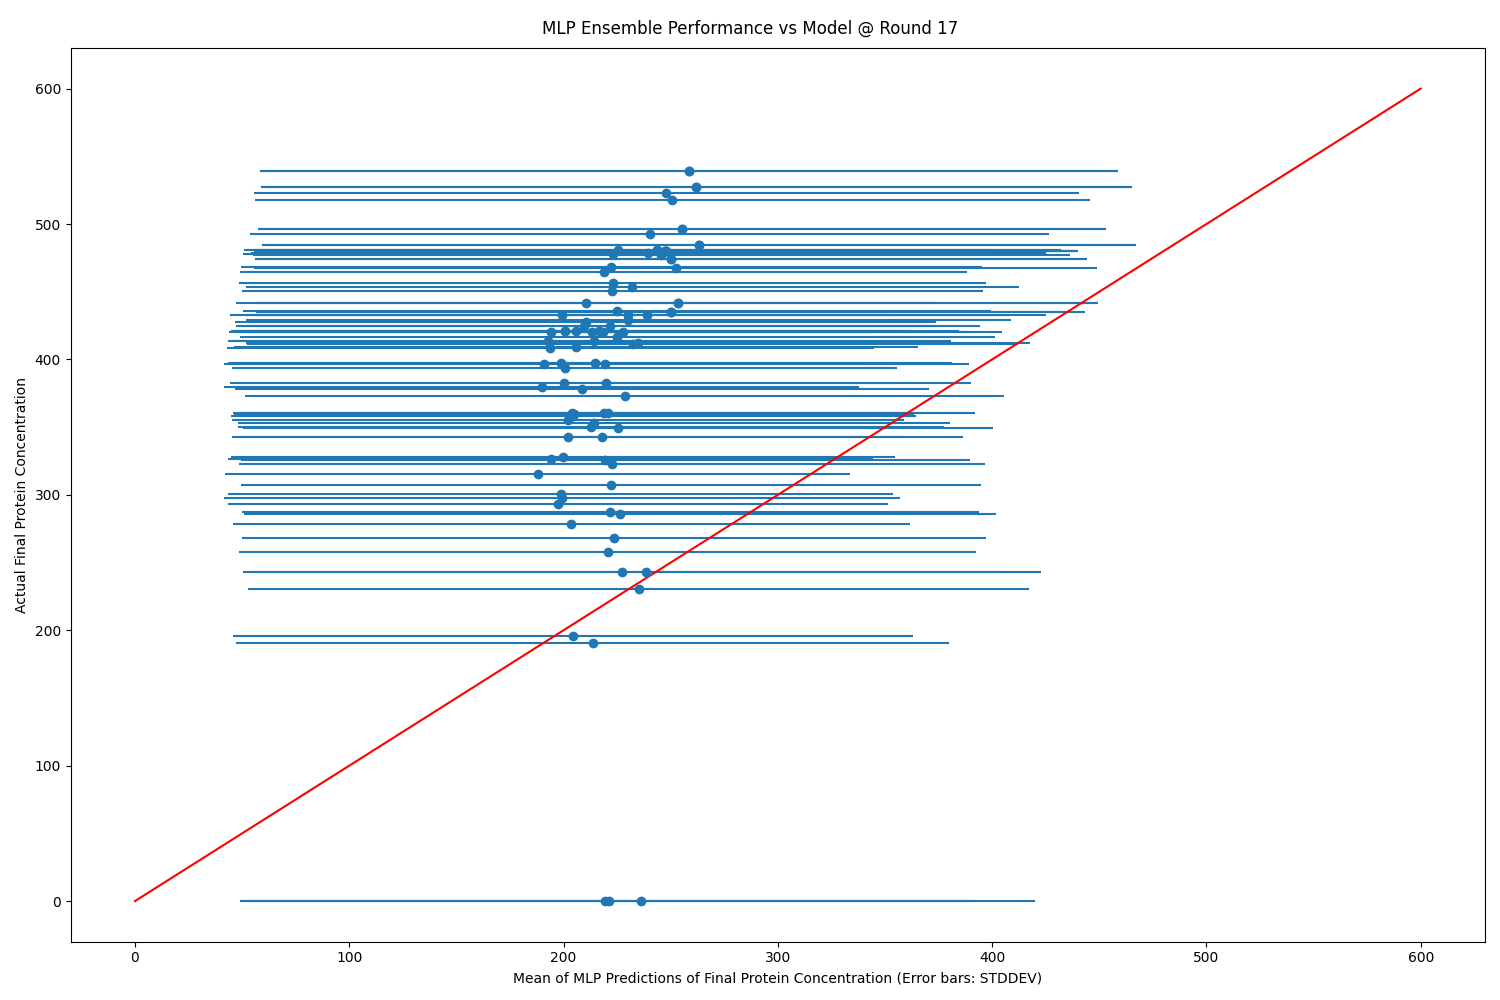 MLP Ensemble Performance vs Model @ Round 17
600
500
400
300
200
100
0
Actual Final Protein Concentration
0 100 200 300 400 500 600
Mean of MLP Predictions of Final Protein Concentration (Error bars: STDDEV)